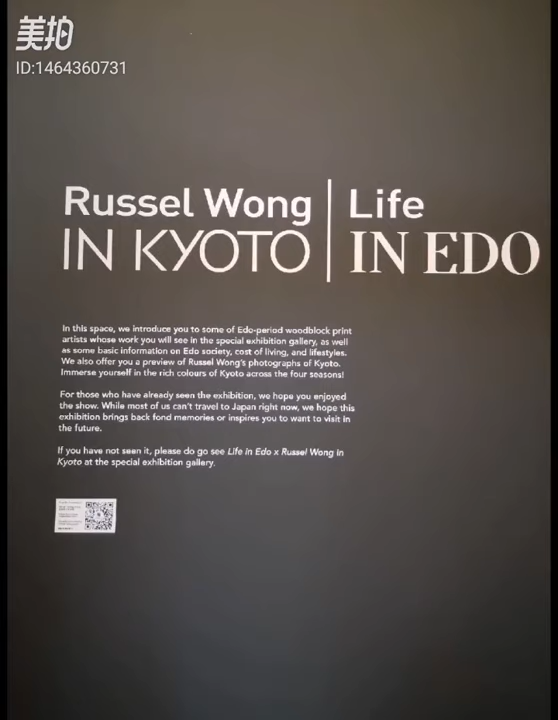 美拍
ID:1464360731
Russel Wong
IN KYOTO
Life
IN EDO
In this space, we introduce you to some of Edo-period woodblock print
artists whose work you will see in the special exhibition gallery, as well
as some basic information on Edo society, cost of living, and lifestyles.
We also offer you a preview of Russel Wong's photographs of Kyoto.
Immerse yourself in the rich colours of Kyoto across the four seasons!
For those who have already seen the exhibition, we hope you enjoyed
the show. While most of us can't travel to Japan right now, we hope this
exhibition brings back fond memories or inspires you to want to visit in
the future.
If you have not seen it, please do go see Life in Edo x Russel Wong in
Kyoto at the special exhibition gallery.